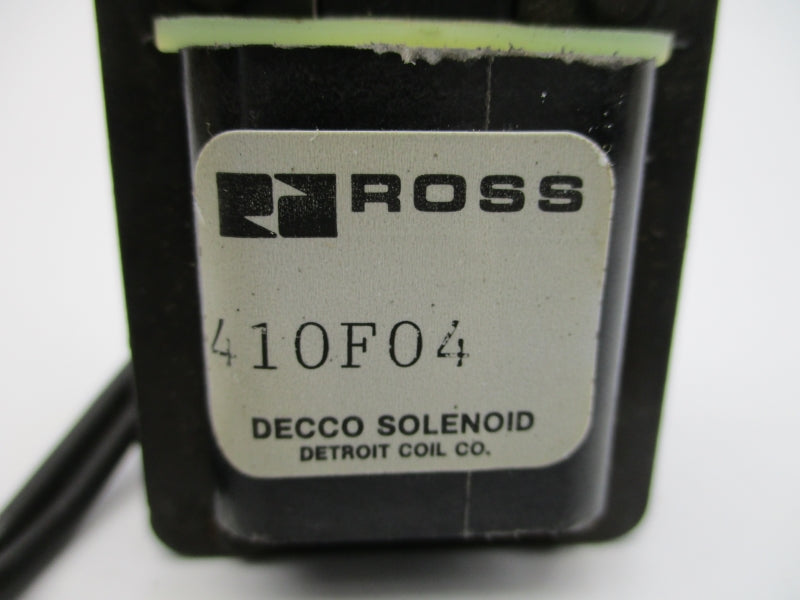 ROSS
410F04
DECCO SOLENOID
DETROIT COIL CO.